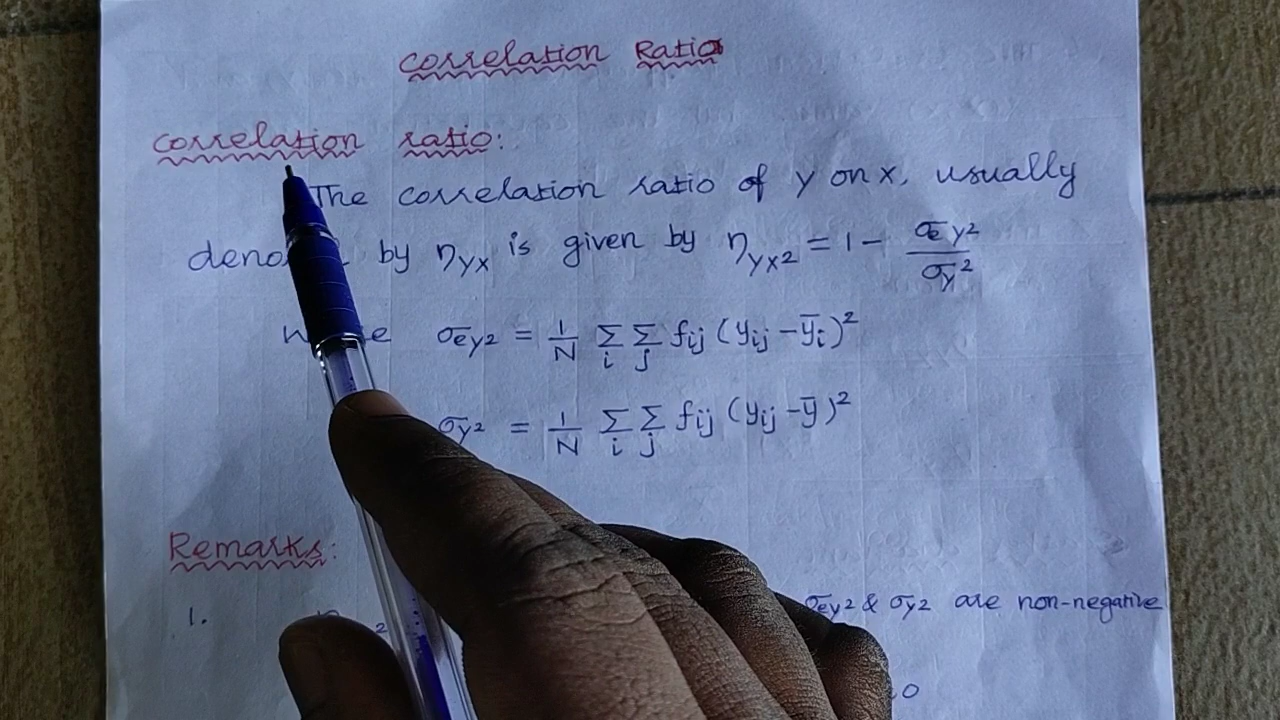 Correlation Ratio
Correlation ratio:
The correlation ratio of y on x, usually
by ηyx is given by ηyx² = 1 - σey² / σy²
σey² = 1/N Σi Σj fij (yij - ȳi)²
σy² = 1/N Σi Σj fij (yij - ȳ)²
Remarks:
1. σey² & σy² are non-negative